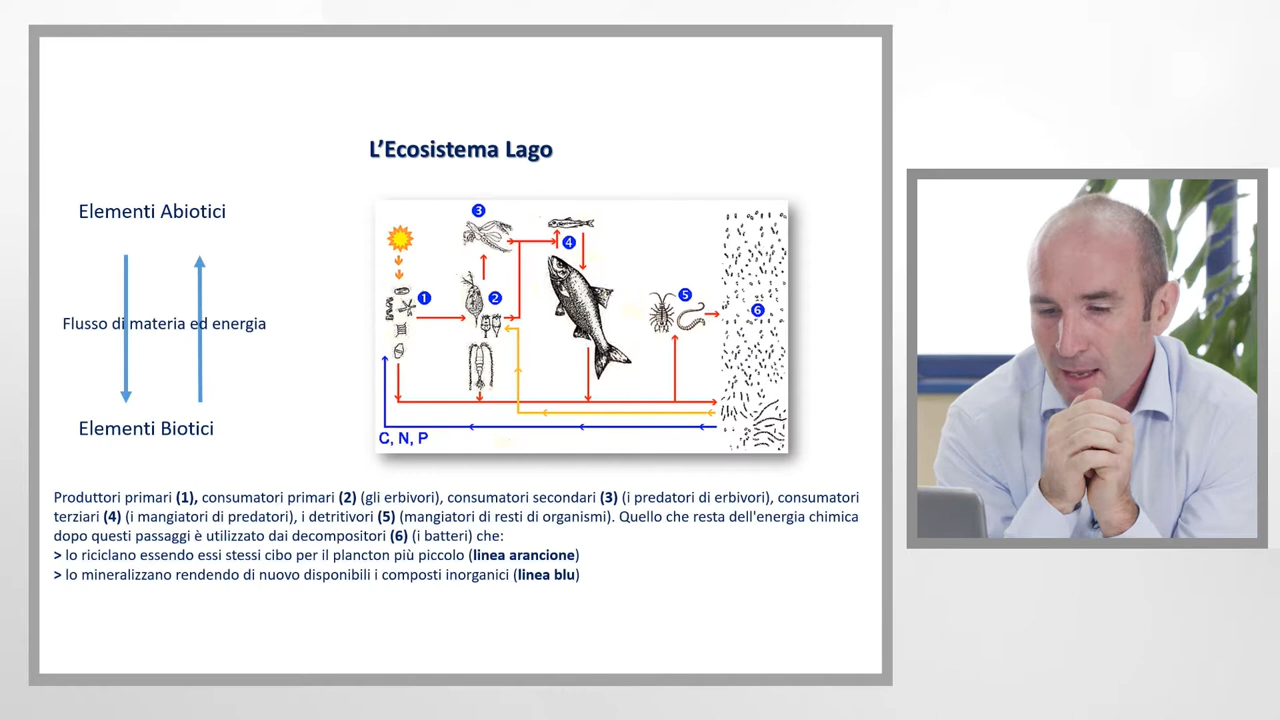 L'Ecosistema Lago
Elementi Abiotici
Flusso di materia ed energia
Elementi Biotici
3
4
1
2
5
6
C, N, P
Produttori primari (1), consumatori primari (2) (gli erbivori), consumatori secondari (3) (i predatori di erbivori), consumatori
terziari (4) (i mangiatori di predatori), i detritivori (5) (mangiatori di resti di organismi). Quello che resta dell'energia chimica
dopo questi passaggi è utilizzato dai decompositori (6) (i batteri) che:
> lo riciclano essendo essi stessi cibo per il plancton più piccolo (linea arancione)
> lo mineralizzano rendendo di nuovo disponibili i composti inorganici (linea blu)